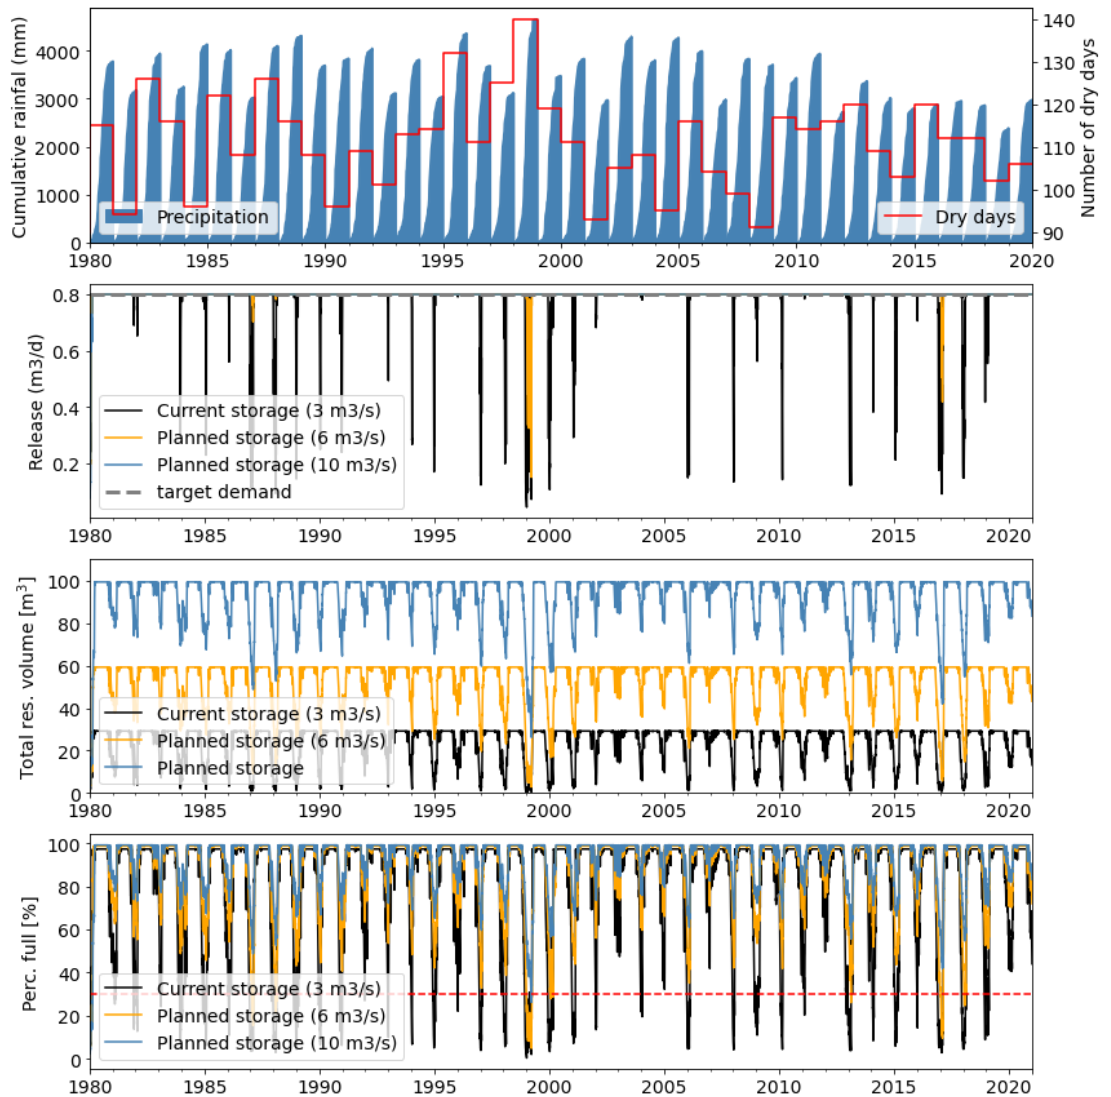 Cumulative rainfal (mm)
4000
3000
2000
1000
0
Precipitation
Dry days
140
130
120
110
100
90
Number of dry days
1980 1985 1990 1995 2000 2005 2010 2015 2020
Release (m3/d)
0.8
0.6
0.4
0.2
Current storage (3 m3/s)
Planned storage (6 m3/s)
Planned storage (10 m3/s)
target demand
1980 1985 1990 1995 2000 2005 2010 2015 2020
Total res. volume [m³]
100
80
60
40
20
0
Current storage (3 m3/s)
Planned storage (6 m3/s)
Planned storage
1980 1985 1990 1995 2000 2005 2010 2015 2020
Perc. full [%]
100
80
60
40
20
0
Current storage (3 m3/s)
Planned storage (6 m3/s)
Planned storage (10 m3/s)
1980 1985 1990 1995 2000 2005 2010 2015 2020